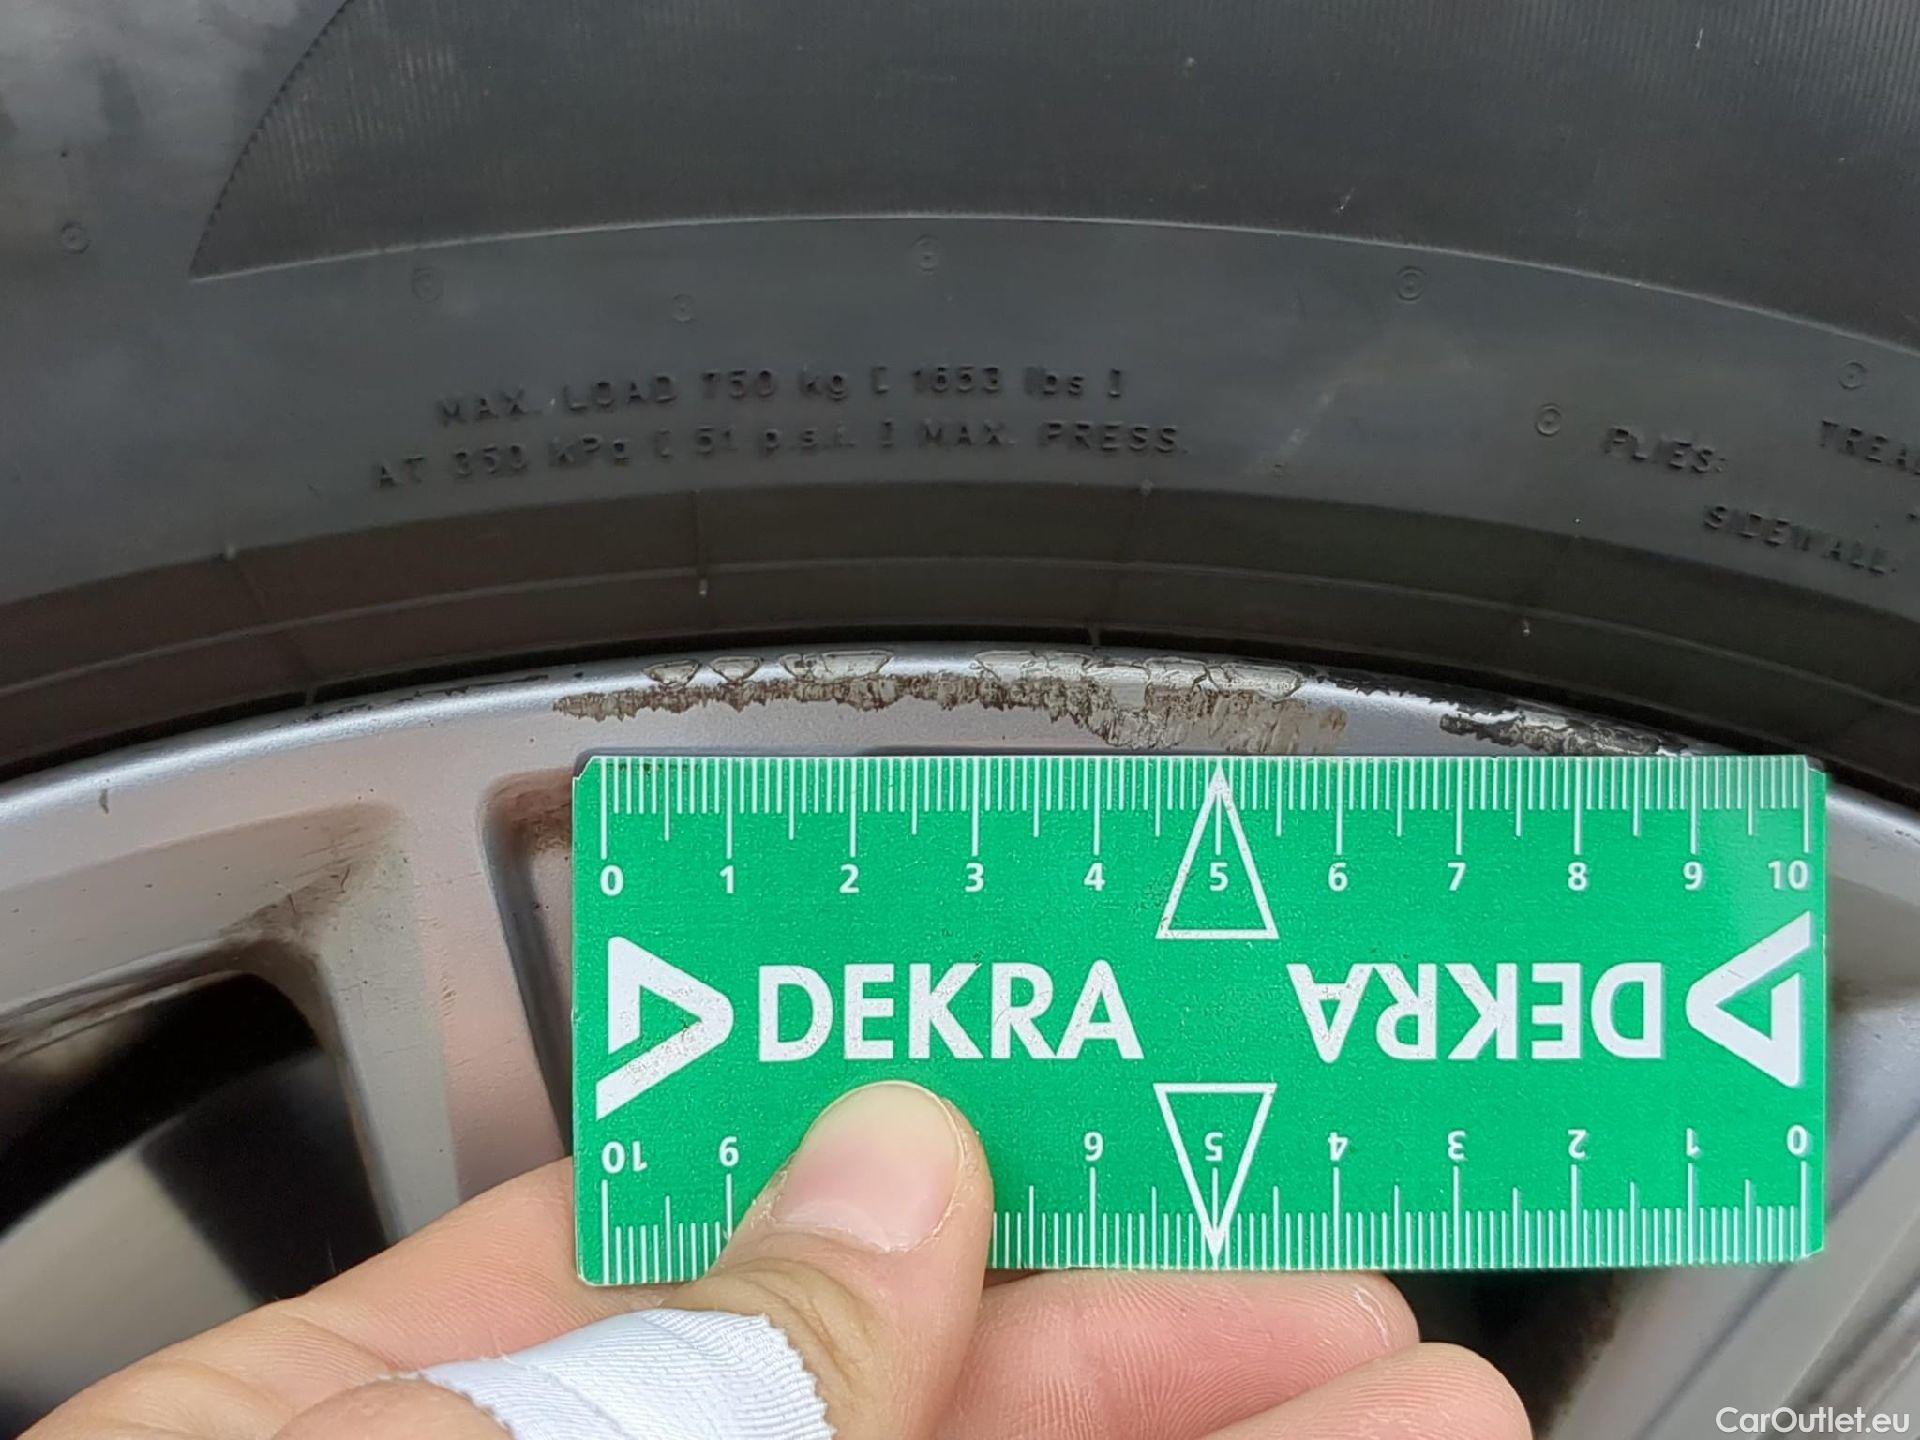 MAX. LOAD 750 kg [ 1653 lbs ]
AT 350 kPa [ 51 p.s.i. ] MAX. PRESS.
PLIES:
SIDEWALL:
0 1 2 3 4 5 6 7 8 9 10
DEKRA DEKRA
10 9 6 5 4 3 2 1 0
CarOutlet.eu